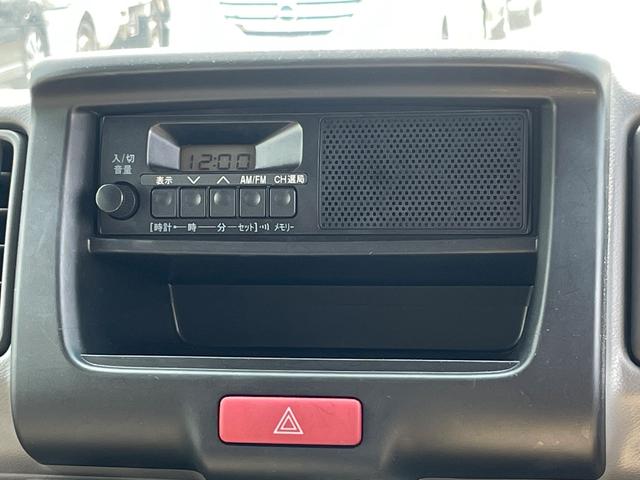 12:00
入/切
音量
表示 AM/FM CH選局
[時計 時 分 セット] メモリー